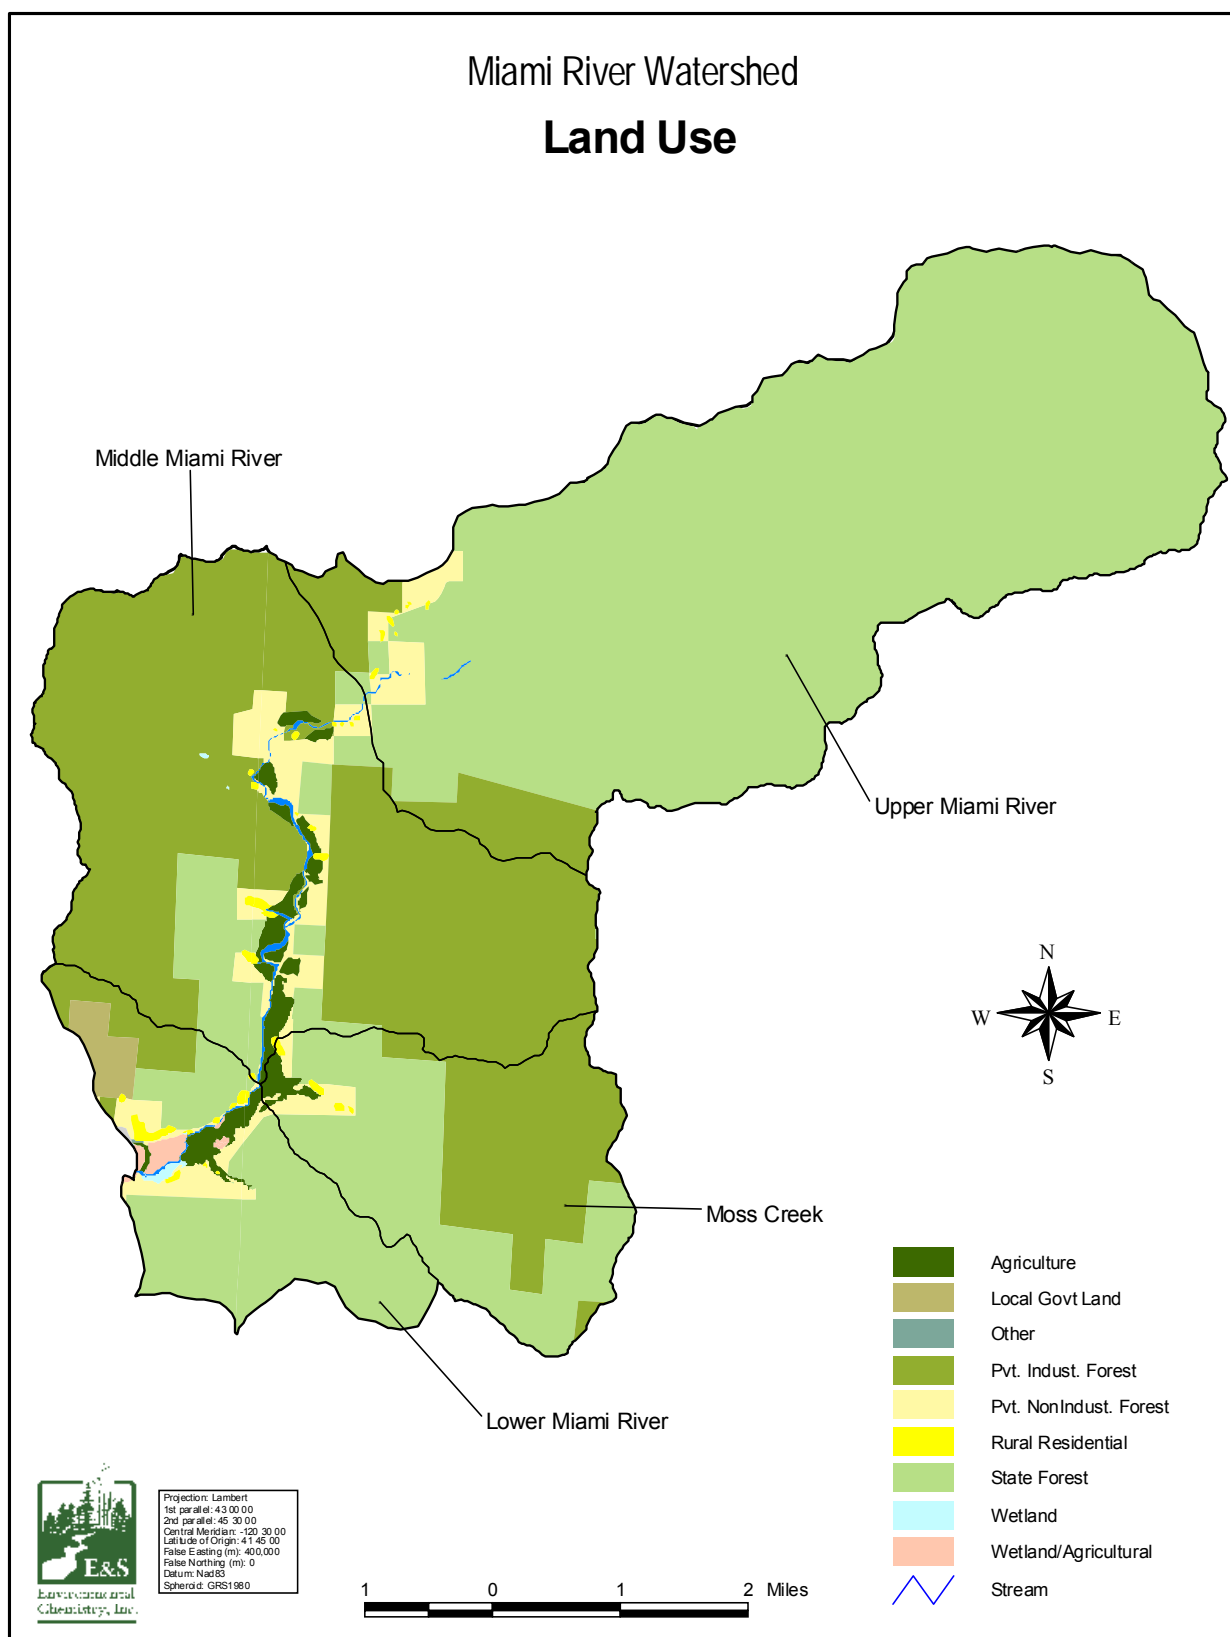 Miami River Watershed
Land Use
Middle Miami River
Upper Miami River
N
W
E
S
Moss Creek
Lower Miami River
Agriculture
Local Govt Land
Other
Pvt. Indust. Forest
Pvt. NonIndust. Forest
Rural Residential
State Forest
Wetland
Wetland/Agricultural
Stream
E&S
Environmental
Chemistry, Inc.
Projection: Lambert
1st parallel: 43 00 00
2nd parallel: 45 30 00
Central Meridian: -120 30 00
Latitude of Origin: 41 45 00
False Easting (m): 400,000
False Northing (m): 0
Datum: Nad83
Spheroid: GRS1980
1 0 1 2 Miles